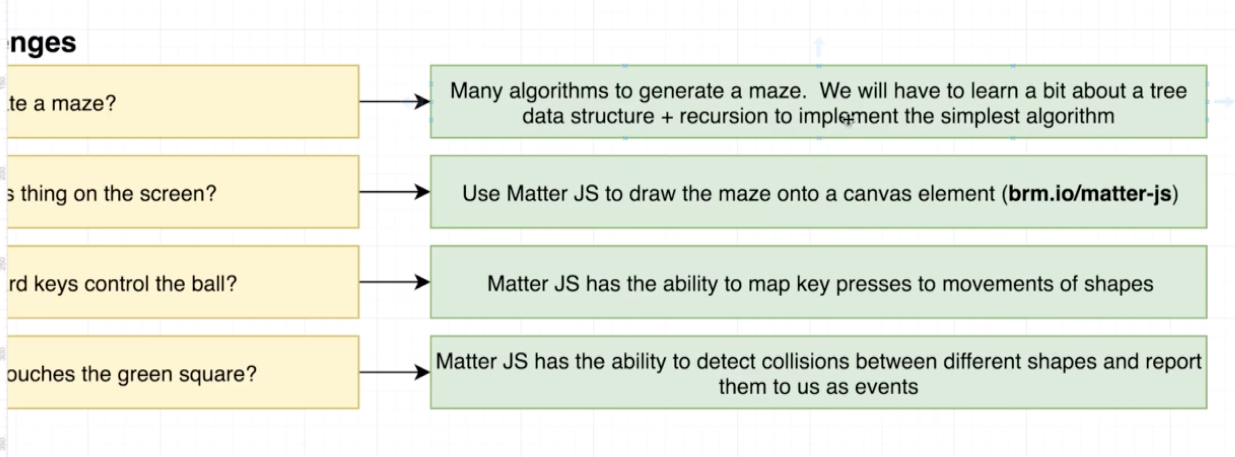 nges
te a maze?
Many algorithms to generate a maze.  We will have to learn a bit about a tree
data structure + recursion to implement the simplest algorithm
s thing on the screen?
Use Matter JS to draw the maze onto a canvas element (brm.io/matter-js)
rd keys control the ball?
Matter JS has the ability to map key presses to movements of shapes
ouches the green square?
Matter JS has the ability to detect collisions between different shapes and report
them to us as events